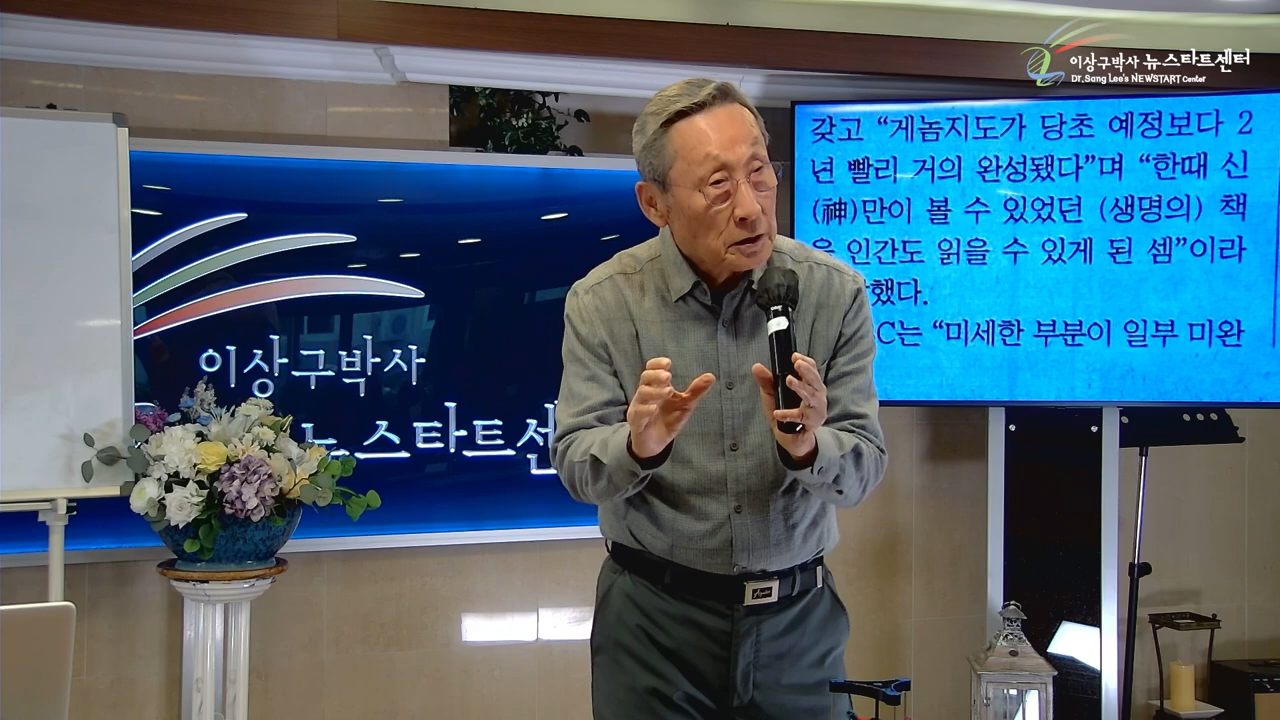 이상구박사 뉴스타트센터
Dr. Sang Lee's NEWSTART Center
갖고 “게놈지도가 당초 예정보다 2
년 빨리 거의 완성됐다”며 “한때 신
(神)만이 볼 수 있었던 (생명의) 책
인간도 읽을 수 있게 된 셈”이라
했다.
C는 “미세한 부분이 일부 미완
이상구박사
뉴스타트센